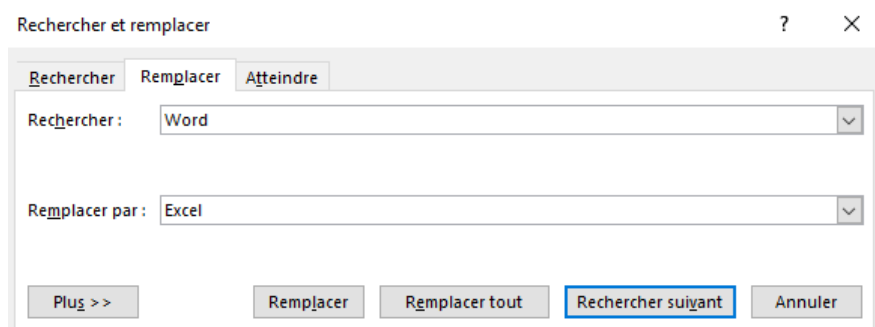 Rechercher et remplacer ?
Rechercher Remplacer Atteindre
Rechercher : Word
Remplacer par : Excel
Plus >> Remplacer Remplacer tout Rechercher suivant Annuler